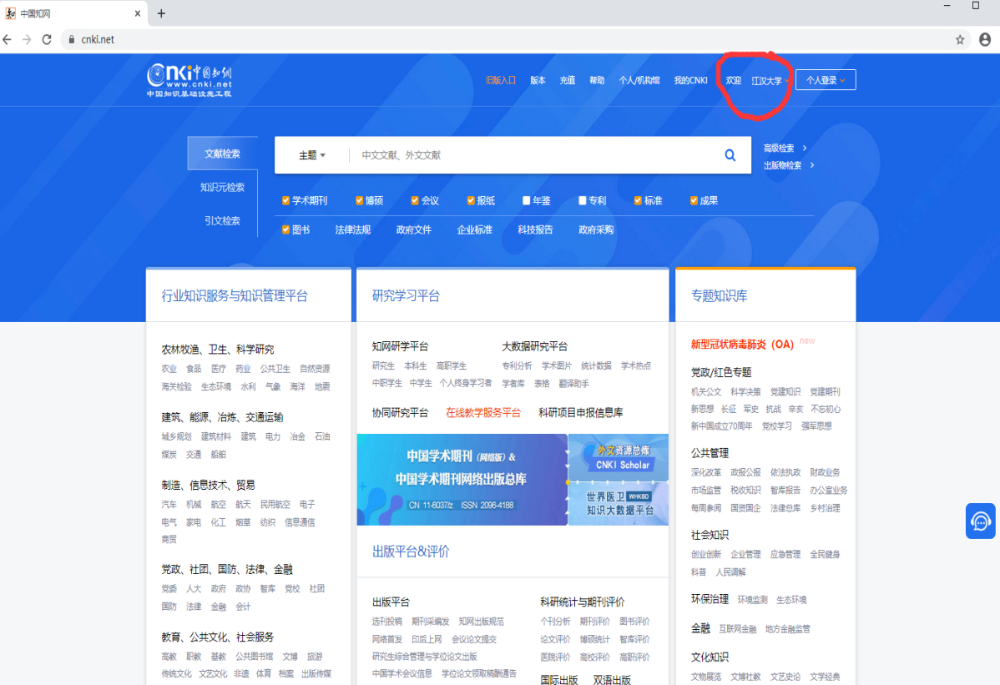 中国知网
cnki.net
cnki中国知网
www.cnki.net
中国知识基础设施工程
旧版入口 版本 充值 帮助 个人/机构馆 我的CNKI 欢迎 江汉大学 个人登录
文献检索
知识元检索
引文检索
主题 中文文献、外文文献
高级检索 >
出版物检索 >
学术期刊 博硕 会议 报纸 年鉴 专利 标准 成果
图书 法律法规 政府文件 企业标准 科技报告 政府采购
行业知识服务与知识管理平台
农林牧渔、卫生、科学研究
农业 食品 医疗 药业 公共卫生 自然资源
海关检验 生态环境 水利 气象 海洋 地震
建筑、能源、冶炼、交通运输
城乡规划 建筑材料 建筑 电力 冶金 石油
煤炭 交通 船舶
制造、信息技术、贸易
汽车 机械 航空 航天 民用航空 电子
电气 家电 化工 烟草 纺织 信息通信
商贸
党政、社团、国防、法律、金融
党委 人大 政府 政协 智库 党校 社团
国防 法律 金融 会计
教育、公共文化、社会服务
高教 职教 基教 公共图书馆 文博 旅游
传统文化 文艺文化 非遗 体育 档案 出版传媒
研究学习平台
知网研学平台
研究生 本科生 高职学生
中职学生 中学生 个人终身学习者
大数据研究平台
专利分析 学术图片 统计数据 学术热点
学者库 表格 翻译助手
协同研究平台 在线教学服务平台 科研项目申报信息库
中国学术期刊(网络版)&
中国学术期刊网络出版总库
CN 11-6037/z ISSN 2096-4188
外文资源总库
CNKI Scholar
世界医卫 WHKBD
知识大数据平台
出版平台&评价
出版平台
选刊投稿 期刊采编发 知网出版规范
网络首发 印后上网 会议论文提交
研究生综合管理与学位论文出版
中国学术会议信息 学位论文领取稿酬通告
科研统计与期刊评价
个刊分析 期刊评价 图书评价
论文评价 博硕统计 智库评价
医院评价 高校评价 高职评价
国际出版 双语出版
专题知识库
新型冠状病毒肺炎（OA） new
党政/红色专题
机关公文 科学决策 党建知识 党建期刊
新思想 长征 军史 抗战 辛亥 不忘初心
新中国成立70周年 党校学习 强军思想
公共管理
深化改革 政报公报 依法执政 财政业务
市场监管 税收知识 智库报告 办公室业务
每周参阅 国资国企 法律总库 乡村治理
社会知识
创业创新 企业管理 应急管理 全民健身
科普 人民调解
环保治理 环境监测 生态环境
金融 互联网金融 地方金融监管
文化知识
文物展览 文博社教 文艺史论 文学经典